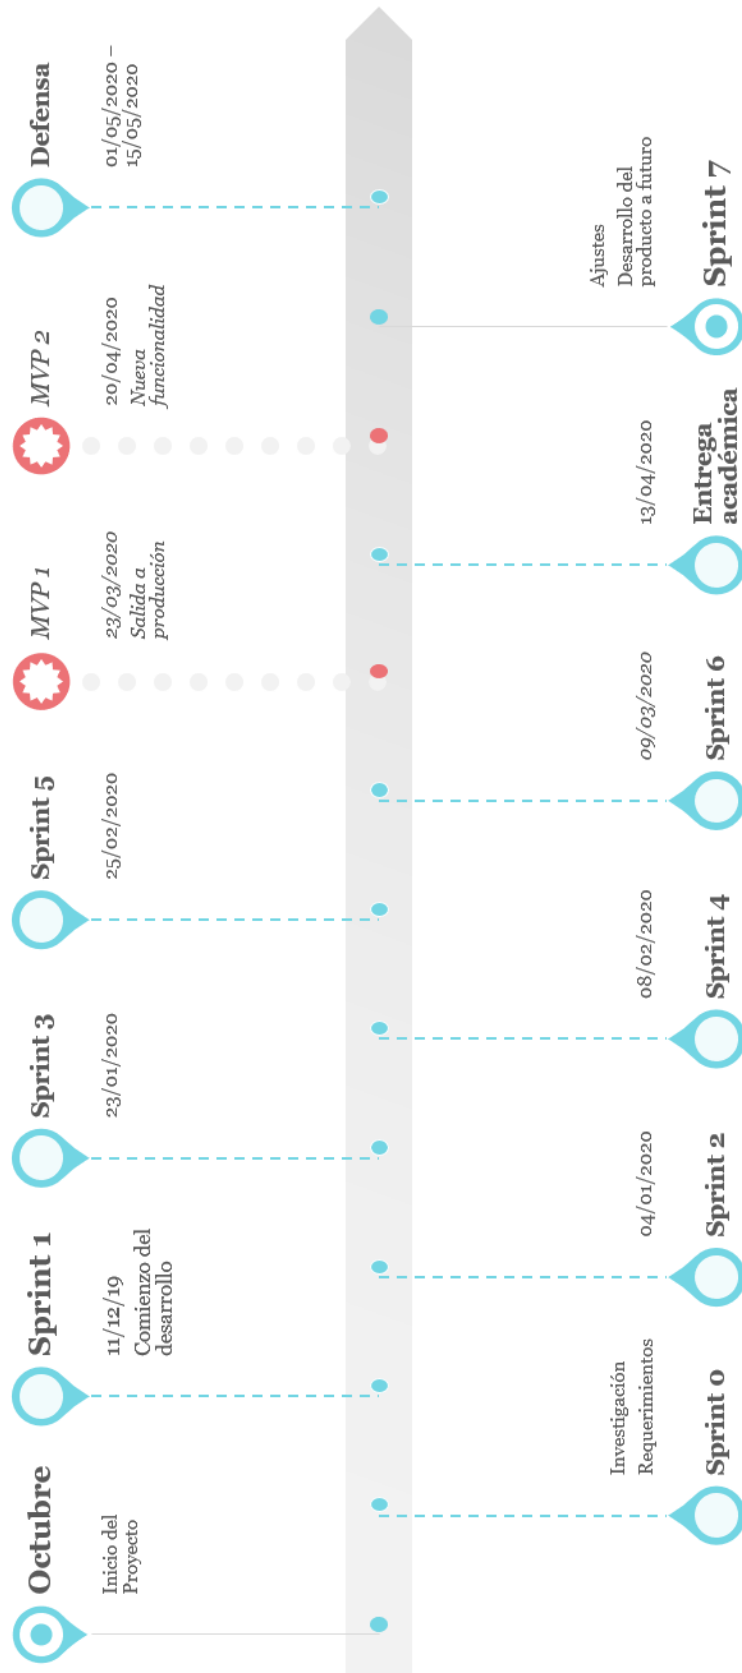 Octubre
Inicio del
Proyecto
Sprint 0
Investigación
Requerimientos
Sprint 1
11/12/19
Comienzo del
desarrollo
Sprint 2
04/01/2020
Sprint 3
23/01/2020
Sprint 4
08/02/2020
Sprint 5
25/02/2020
Sprint 6
09/03/2020
MVP 1
23/03/2020
Salida a
producción
Entrega
académica
13/04/2020
MVP 2
20/04/2020
Nueva
funcionalidad
Sprint 7
Ajustes
Desarrollo del
producto a futuro
Defensa
01/05/2020 –
15/05/2020